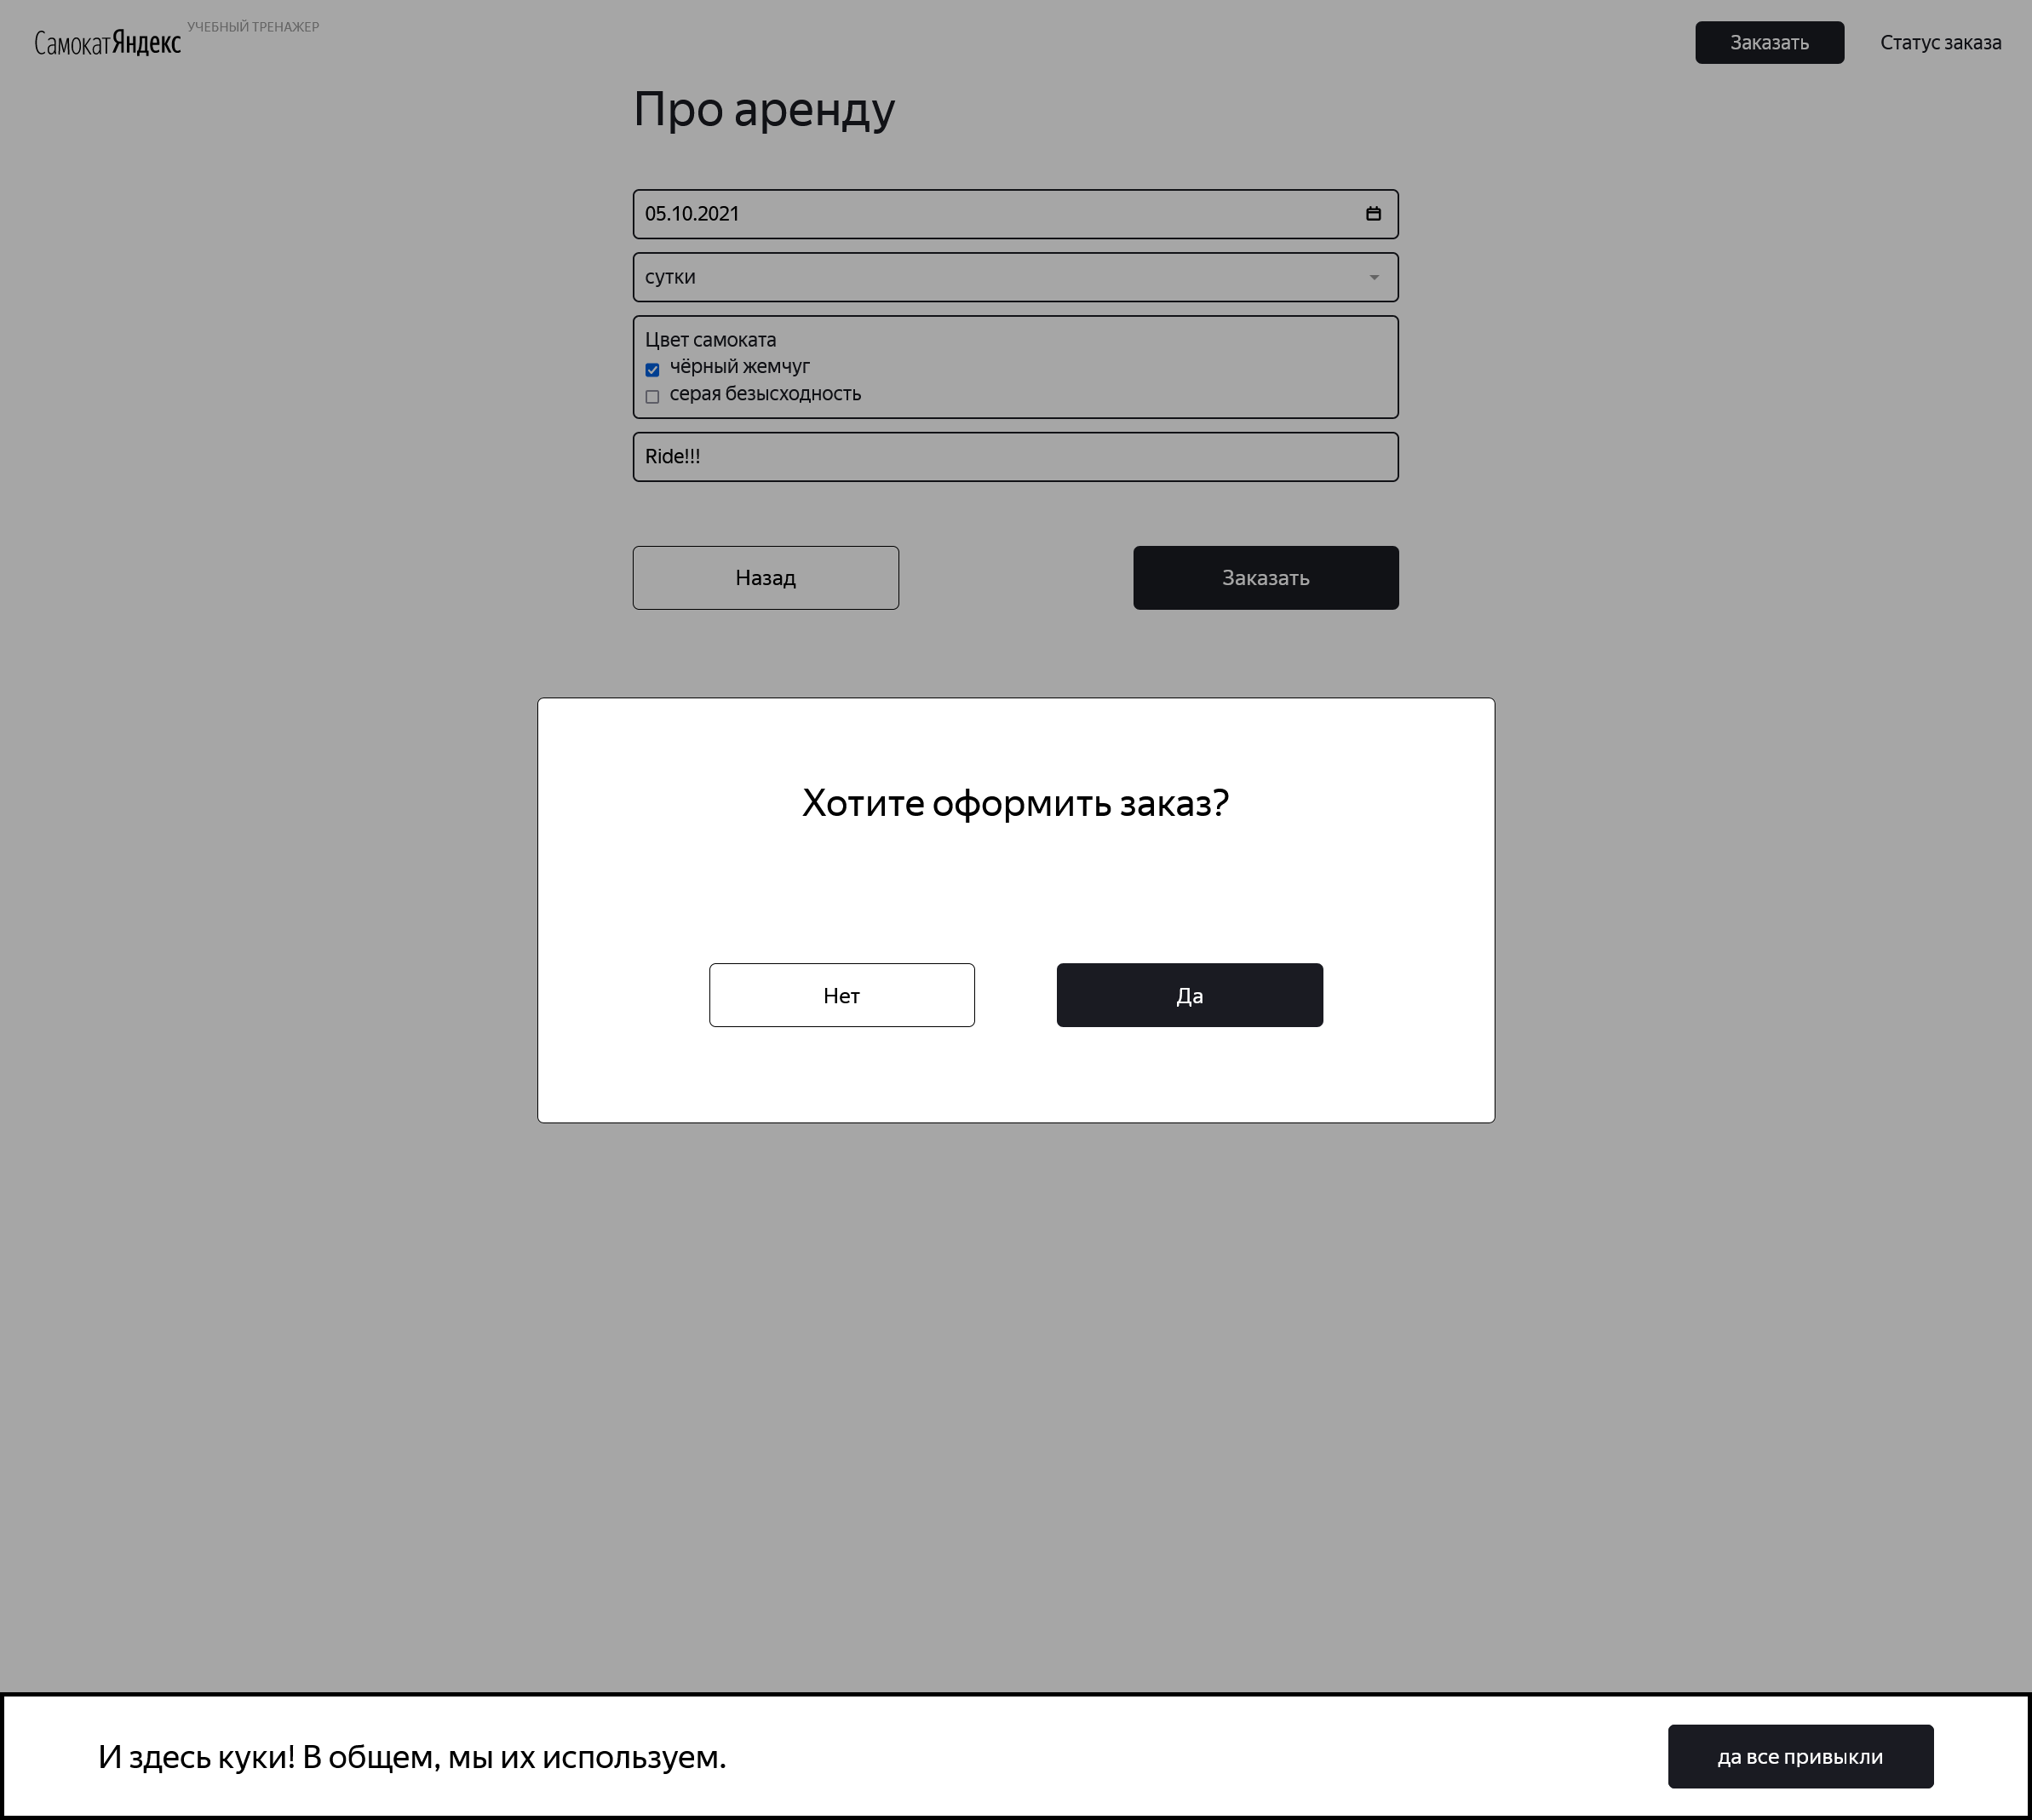 СамокатЯндекс УЧЕБНЫЙ ТРЕНАЖЕР
Заказать Статус заказа
Про аренду
05.10.2021
сутки
Цвет самоката
чёрный жемчуг
серая безысходность
Ride!!!
Назад Заказать
Хотите оформить заказ?
Нет Да
И здесь куки! В общем, мы их используем. да все привыкли